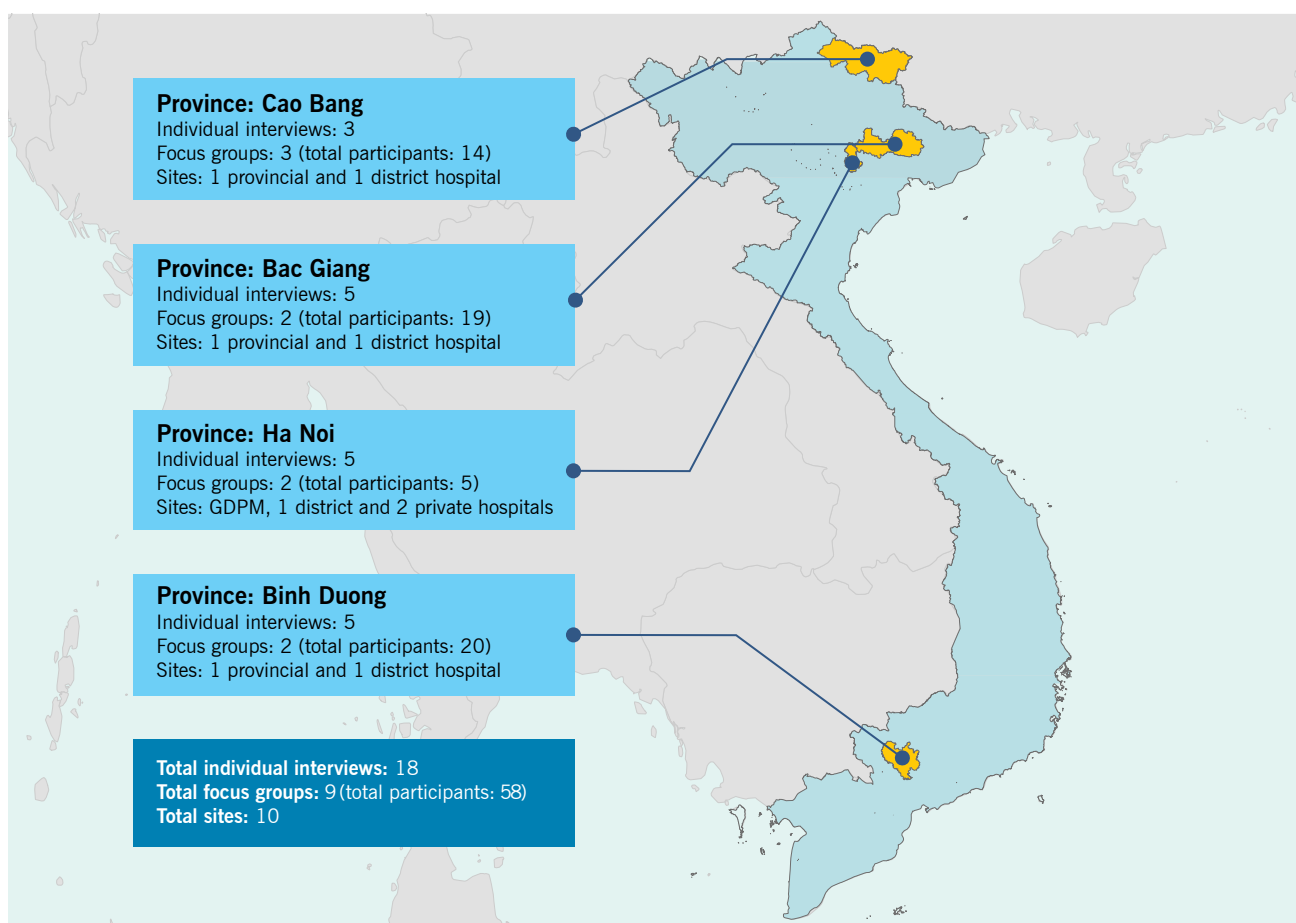 Province: Cao Bang
Individual interviews: 3
Focus groups: 3 (total participants: 14)
Sites: 1 provincial and 1 district hospital
Province: Bac Giang
Individual interviews: 5
Focus groups: 2 (total participants: 19)
Sites: 1 provincial and 1 district hospital
Province: Ha Noi
Individual interviews: 5
Focus groups: 2 (total participants: 5)
Sites: GDPM, 1 district and 2 private hospitals
Province: Binh Duong
Individual interviews: 5
Focus groups: 2 (total participants: 20)
Sites: 1 provincial and 1 district hospital
Total individual interviews: 18
Total focus groups: 9 (total participants: 58)
Total sites: 10